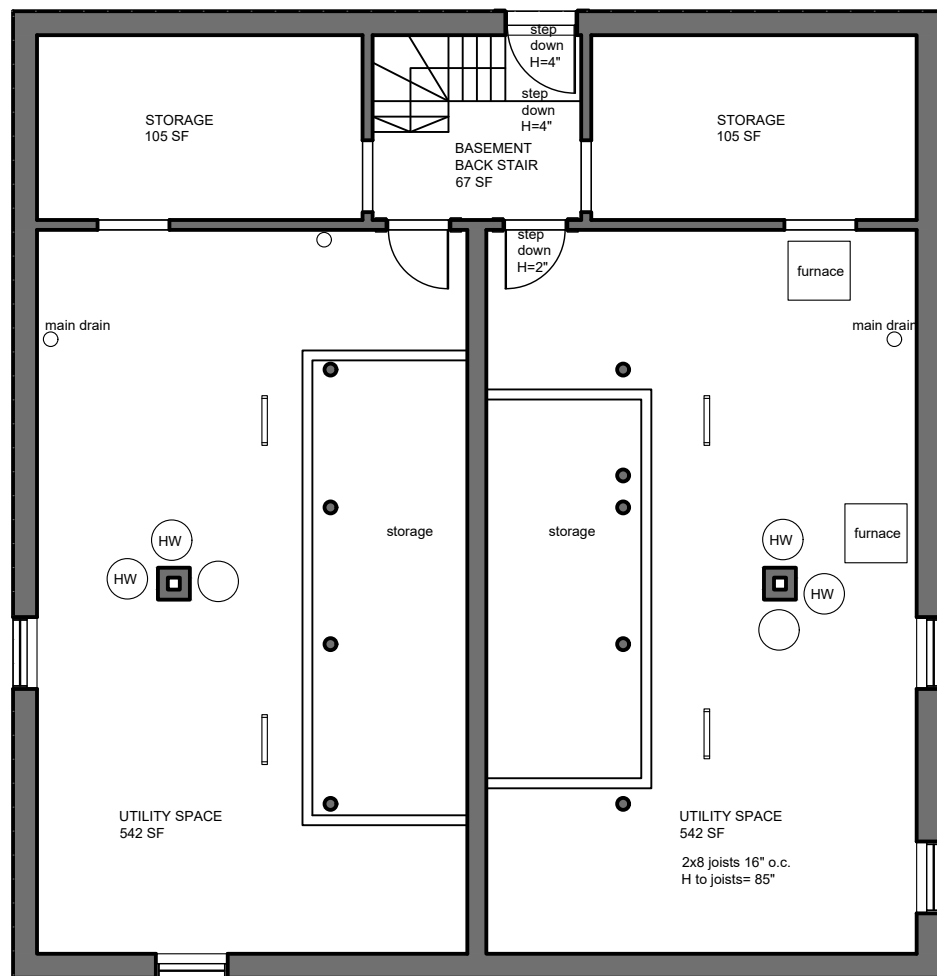 step
down
H=4"
step
down
H=4"
STORAGE
105 SF
BASEMENT
BACK STAIR
67 SF
STORAGE
105 SF
step
down
H=2"
furnace
main drain
main drain
storage
storage
furnace
HW
HW
HW
HW
UTILITY SPACE
542 SF
UTILITY SPACE
542 SF
2x8 joists 16" o.c.
H to joists= 85"